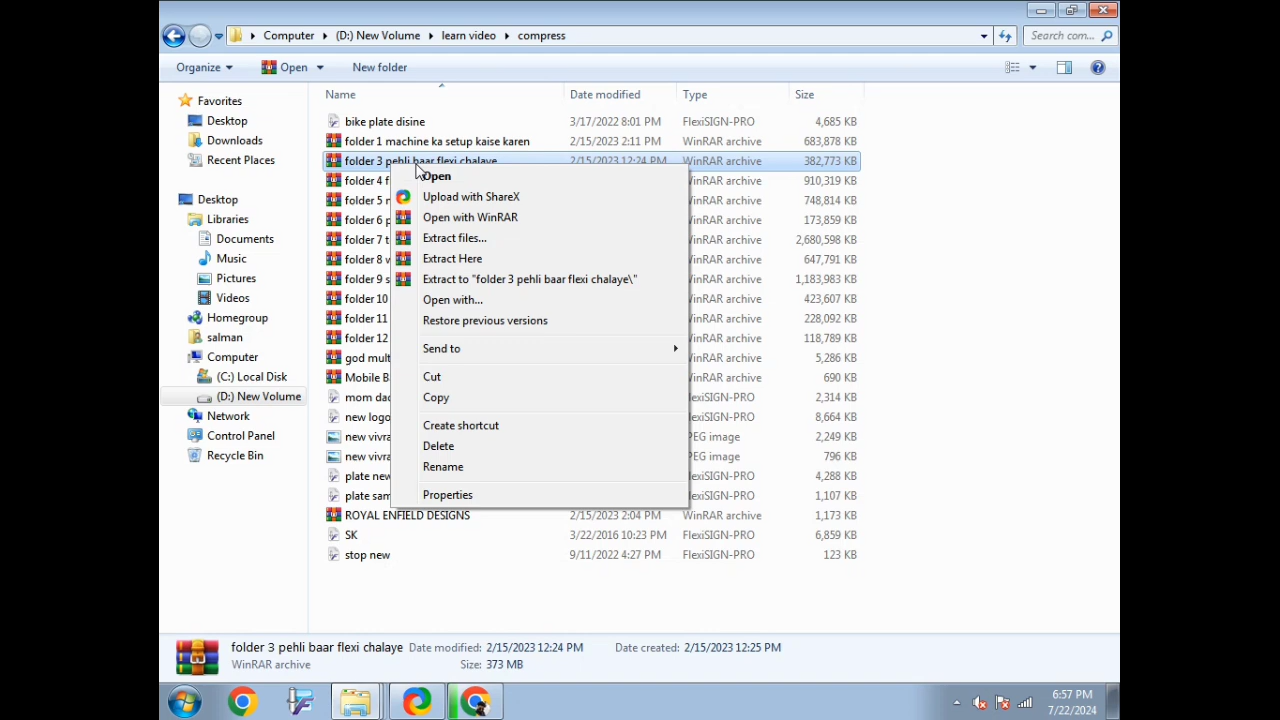 Computer ▸ (D:) New Volume ▸ learn video ▸ compress
Search com...
Organize Open New folder
Name Date modified Type Size
Favorites
Desktop
Downloads
Recent Places
Desktop
Libraries
Documents
Music
Pictures
Videos
Homegroup
salman
Computer
(C:) Local Disk
(D:) New Volume
Network
Control Panel
Recycle Bin
bike plate disine 3/17/2022 8:01 PM FlexiSIGN-PRO 4,685 KB
folder 1 machine ka setup kaise karen 2/15/2023 2:11 PM WinRAR archive 683,878 KB
folder 3 pehli baar flexi chalaye 2/15/2023 12:24 PM WinRAR archive 382,773 KB
folder 4 WinRAR archive 910,319 KB
folder 5 WinRAR archive 748,814 KB
folder 6 WinRAR archive 173,859 KB
folder 7 WinRAR archive 2,680,598 KB
folder 8 WinRAR archive 647,791 KB
folder 9 WinRAR archive 1,183,983 KB
folder 10 WinRAR archive 423,607 KB
folder 11 WinRAR archive 228,092 KB
folder 12 WinRAR archive 118,789 KB
god mult FlexiSIGN-PRO 5,286 KB
Mobile B WinRAR archive 690 KB
mom dad FlexiSIGN-PRO 2,314 KB
new logo FlexiSIGN-PRO 8,664 KB
new vivra JPEG image 2,249 KB
new vivra JPEG image 796 KB
plate new FlexiSIGN-PRO 4,288 KB
plate sam FlexiSIGN-PRO 1,107 KB
ROYAL ENFIELD DESIGNS 2/15/2023 2:04 PM WinRAR archive 1,173 KB
SK 3/22/2016 10:23 PM FlexiSIGN-PRO 6,859 KB
stop new 9/11/2022 4:27 PM FlexiSIGN-PRO 123 KB
Open
Upload with ShareX
Open with WinRAR
Extract files...
Extract Here
Extract to "folder 3 pehli baar flexi chalaye\"
Open with...
Restore previous versions
Send to
Cut
Copy
Create shortcut
Delete
Rename
Properties
folder 3 pehli baar flexi chalaye Date modified: 2/15/2023 12:24 PM Date created: 2/15/2023 12:25 PM
WinRAR archive Size: 373 MB
6:57 PM
7/22/2024